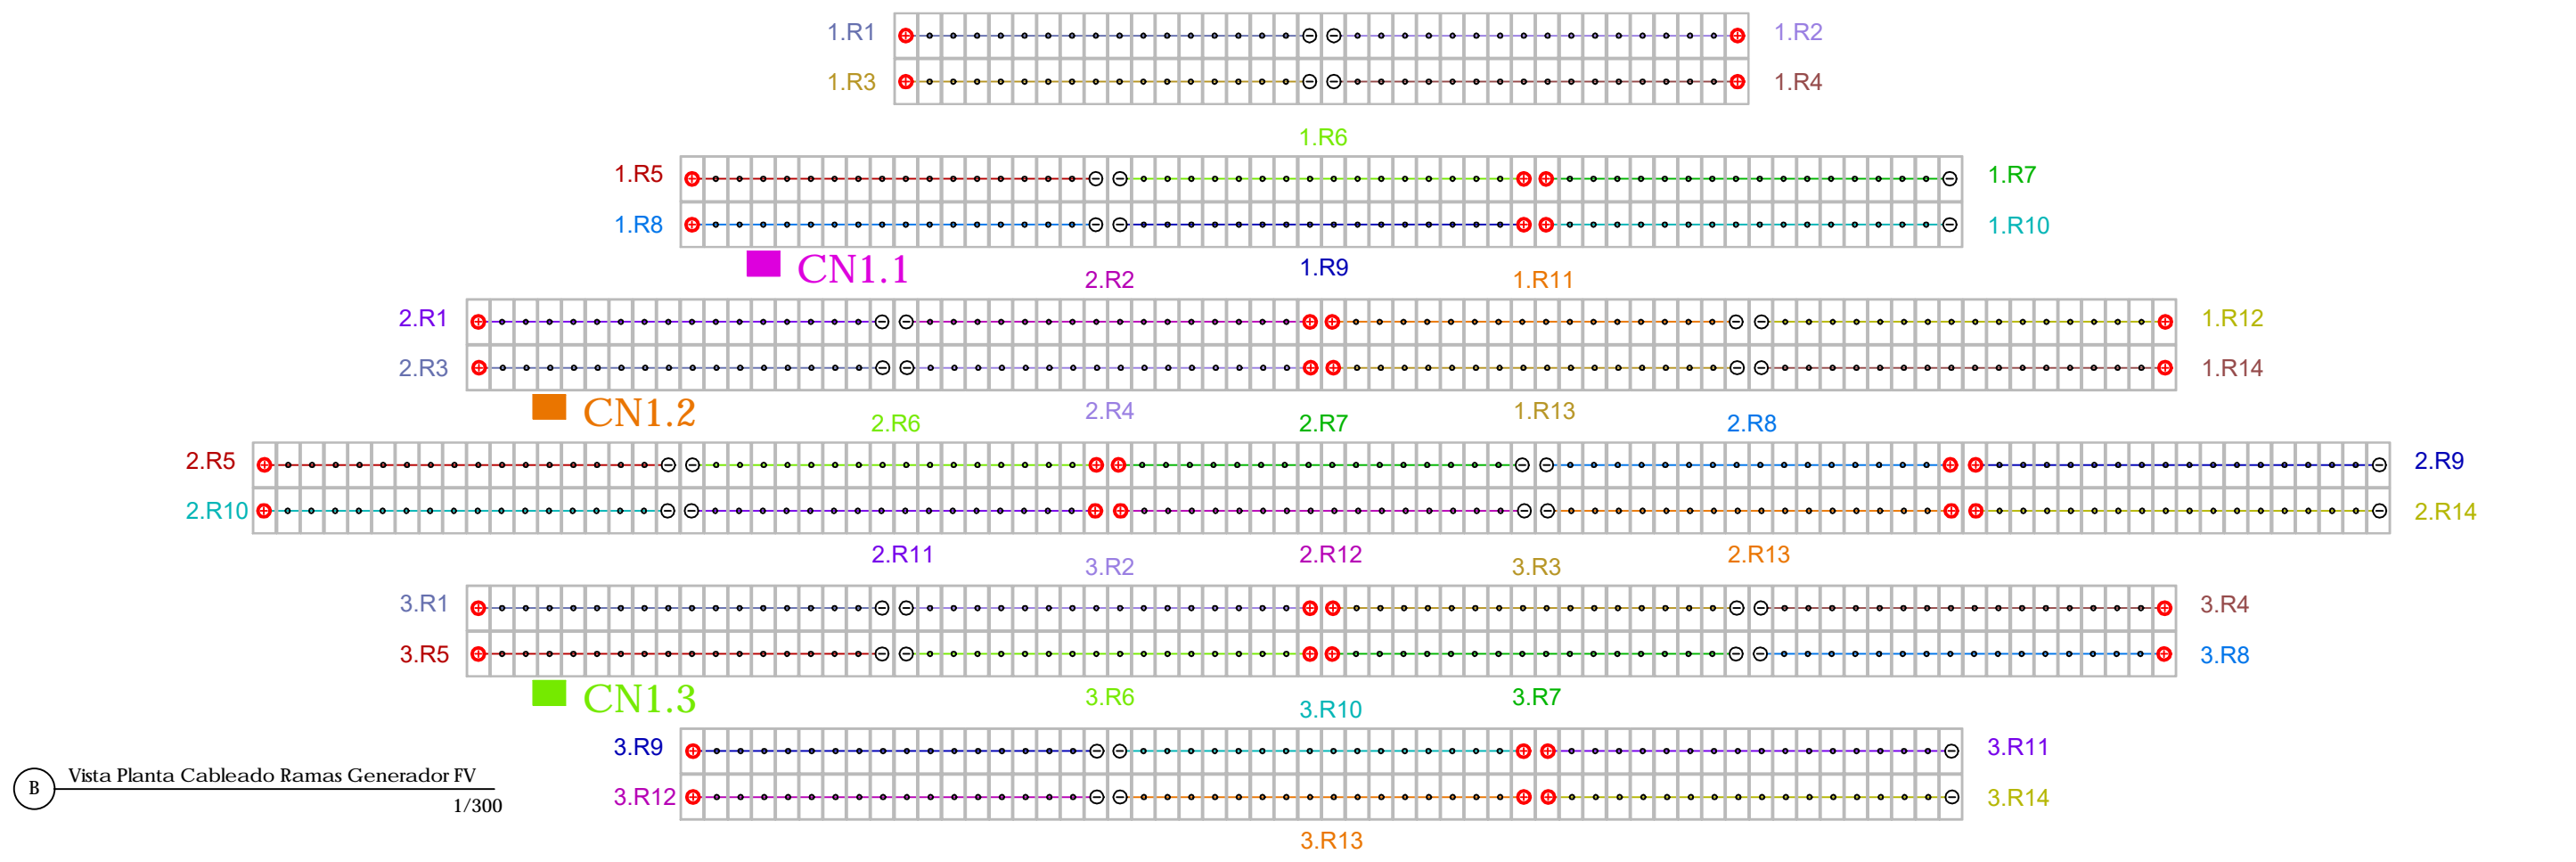 1.R1 1.R2
1.R3 1.R4
1.R6
1.R5 1.R7
1.R8 1.R10
CN1.1 2.R2 1.R9 1.R11
2.R1 1.R12
2.R3 1.R14
CN1.2 2.R6 2.R4 2.R7 1.R13 2.R8
2.R5 2.R9
2.R10 2.R14
2.R11 3.R2 2.R12 3.R3 2.R13
3.R1 3.R4
3.R5 3.R8
CN1.3 3.R6 3.R10 3.R7
3.R9 3.R11
B Vista Planta Cableado Ramas Generador FV
1/300
3.R12 3.R14
3.R13